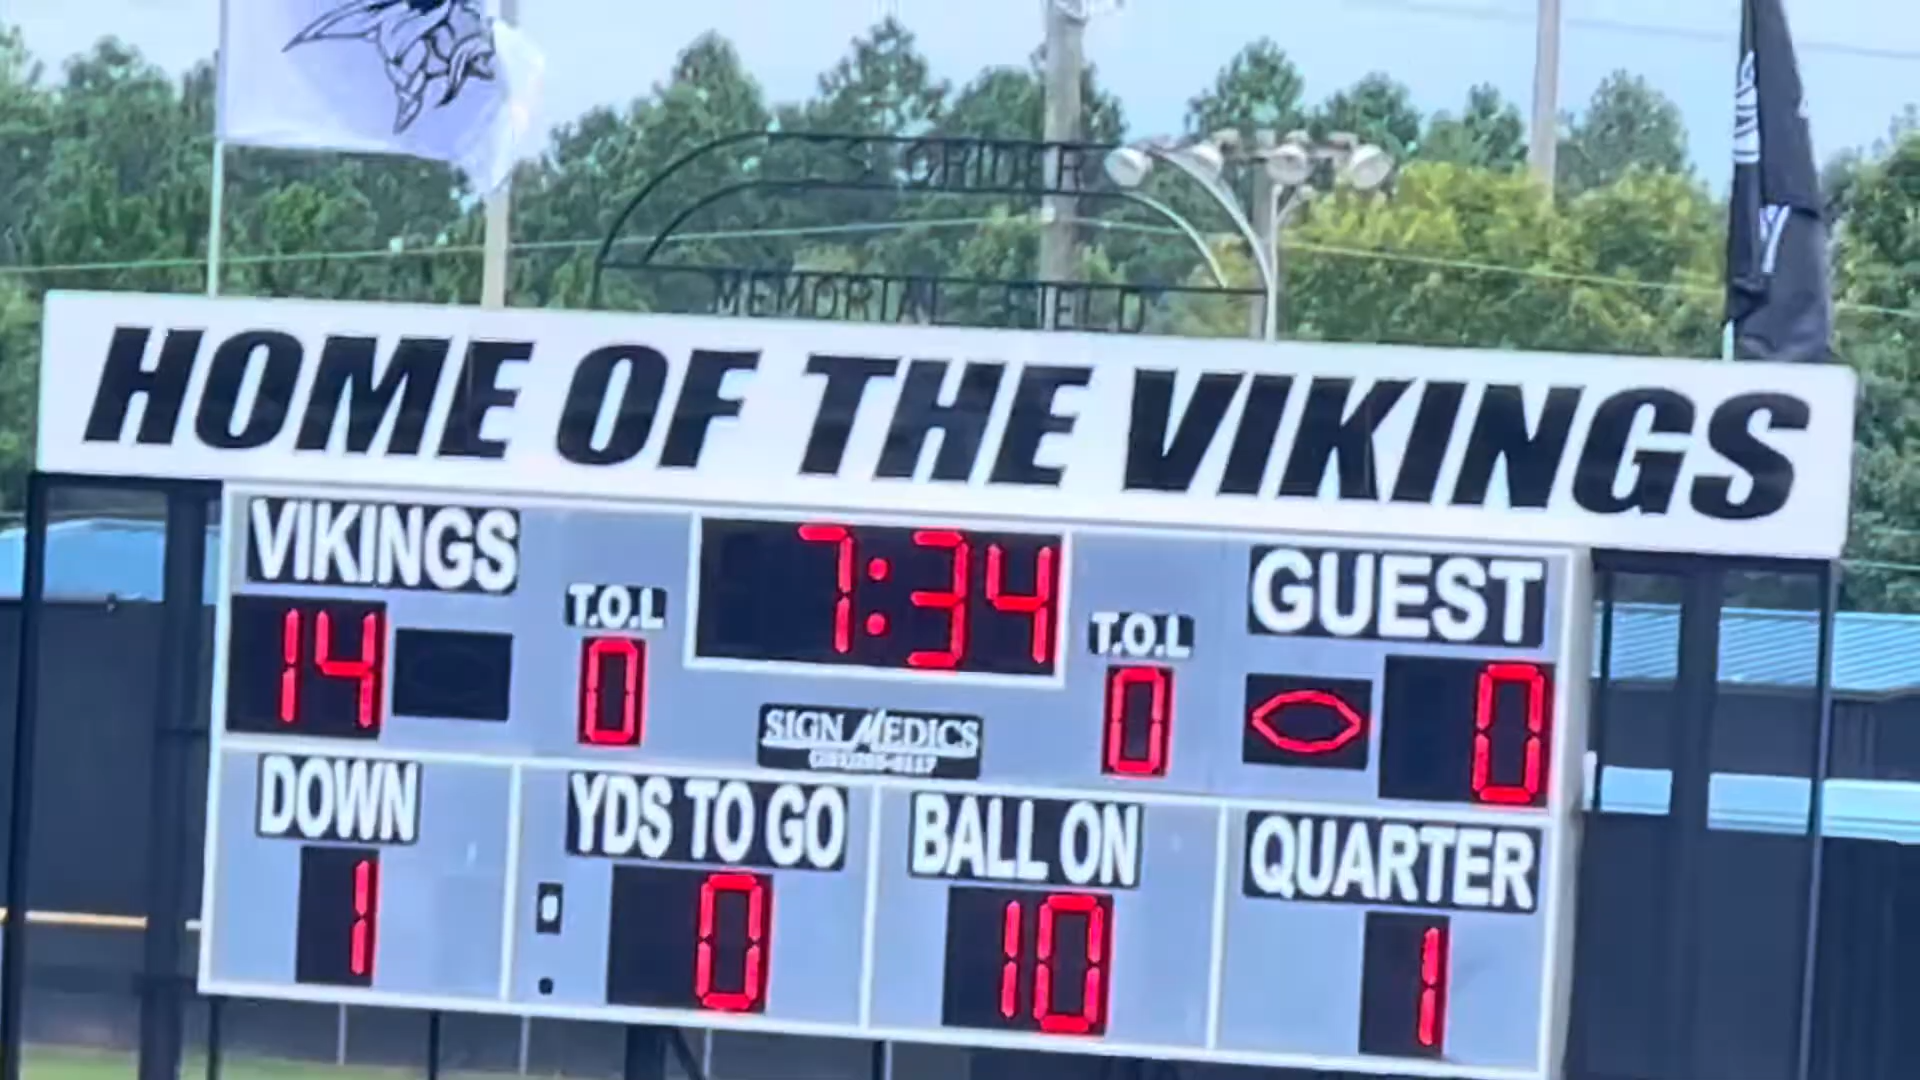 GRIDER
MEMORIAL FIELD
HOME OF THE VIKINGS
VIKINGS
7:34
GUEST
T.O.L
T.O.L
14
0
0
0
SIGN MEDICS
DOWN
YDS TO GO
BALL ON
QUARTER
1
0
10
1